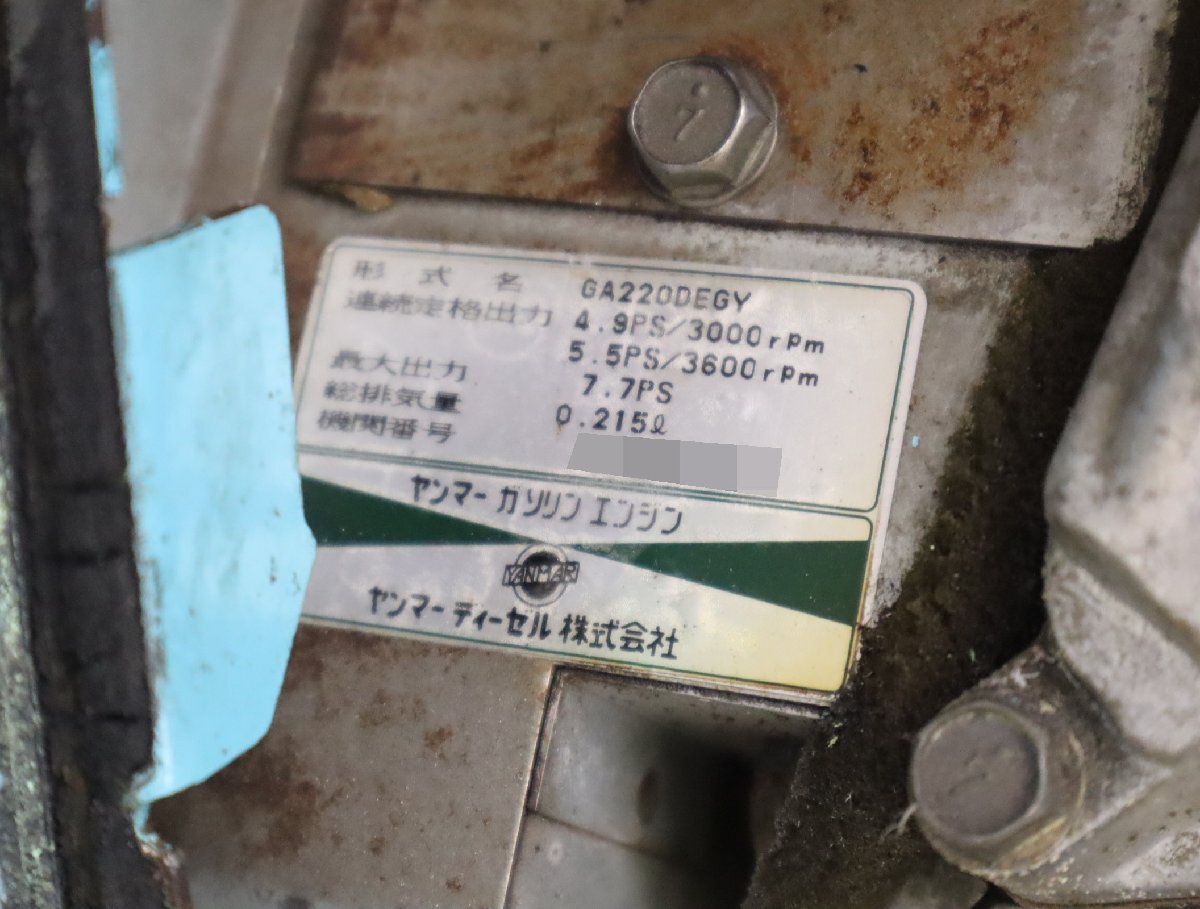 7
形式名 GA220DEGY
連続定格出力 4.9PS/3000rpm
5.5PS/3600rpm
最大出力 7.7PS
総排気量 0.215ℓ
機関番号
ヤンマー ガソリン エンジン
YANMAR
ヤンマー ディーゼル 株式会社